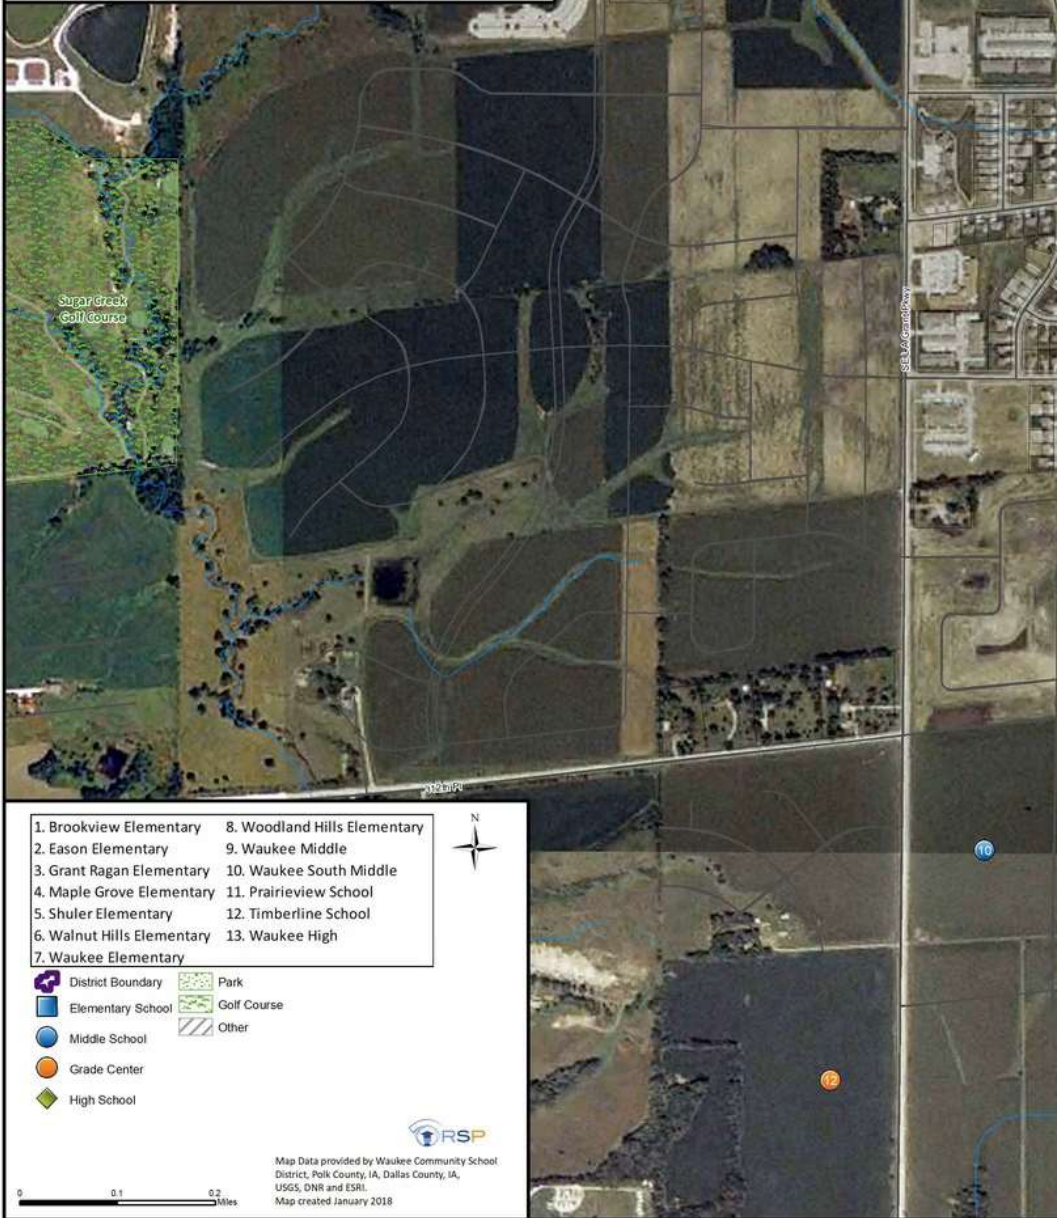 Sugar Creek
Golf Course
SE LA Grant Pkwy
312th Pl
1. Brookview Elementary
2. Eason Elementary
3. Grant Ragan Elementary
4. Maple Grove Elementary
5. Shuler Elementary
6. Walnut Hills Elementary
7. Waukee Elementary
8. Woodland Hills Elementary
9. Waukee Middle
10. Waukee South Middle
11. Prairieview School
12. Timberline School
13. Waukee High
N
District Boundary
Elementary School
Middle School
Grade Center
High School
Park
Golf Course
Other
RSP
Map Data provided by Waukee Community School
District, Polk County, IA, Dallas County, IA,
USGS, DNR and ESRI.
Map created January 2018
0 0.1 0.2
Miles
10
12